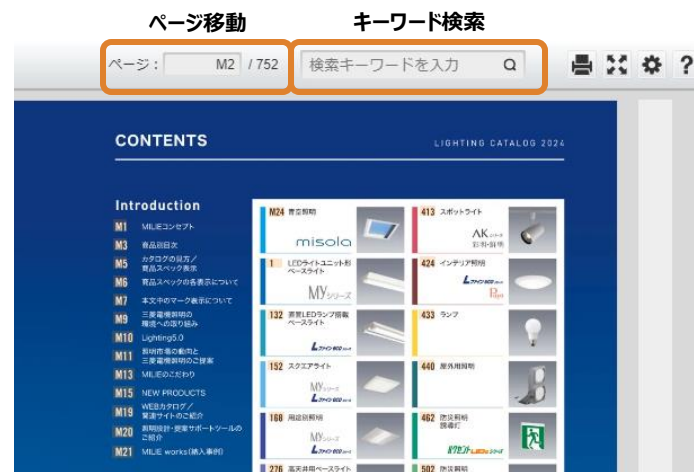 ページ移動
キーワード検索
ページ： M2 / 752
検索キーワードを入力
?
CONTENTS
LIGHTING CATALOG 2024
Introduction
M1 MILIEコンセプト
M3 商品別目次
M5 カタログの見方／
商品スペック表示
M6 商品スペックの各表示について
M7 本文中のマーク表示について
M9 三菱電機照明の
環境への取り組み
M10 Lighting5.0
M11 照明市場の動向と
三菱電機照明のご提案
M13 MILIEのこだわり
M15 NEW PRODUCTS
M19 WEBカタログ／
関連サイトのご紹介
M20 照明設計・提案サポートツールの
ご紹介
M21 MILIE works(納入事例)
M24 青空照明
misola
1 LEDライトユニット形
ベースライト
MYシリーズ
132 直管LEDランプ搭載
ベースライト
152 スクエアライト
MYシリーズ
168 用途別照明
MYシリーズ
276 高天井用ベースライト
413 スポットライト
AKシリーズ
彩明・鮮明
424 インテリア照明
433 ランプ
440 屋外用照明
462 防災照明
誘導灯
502 防災照明